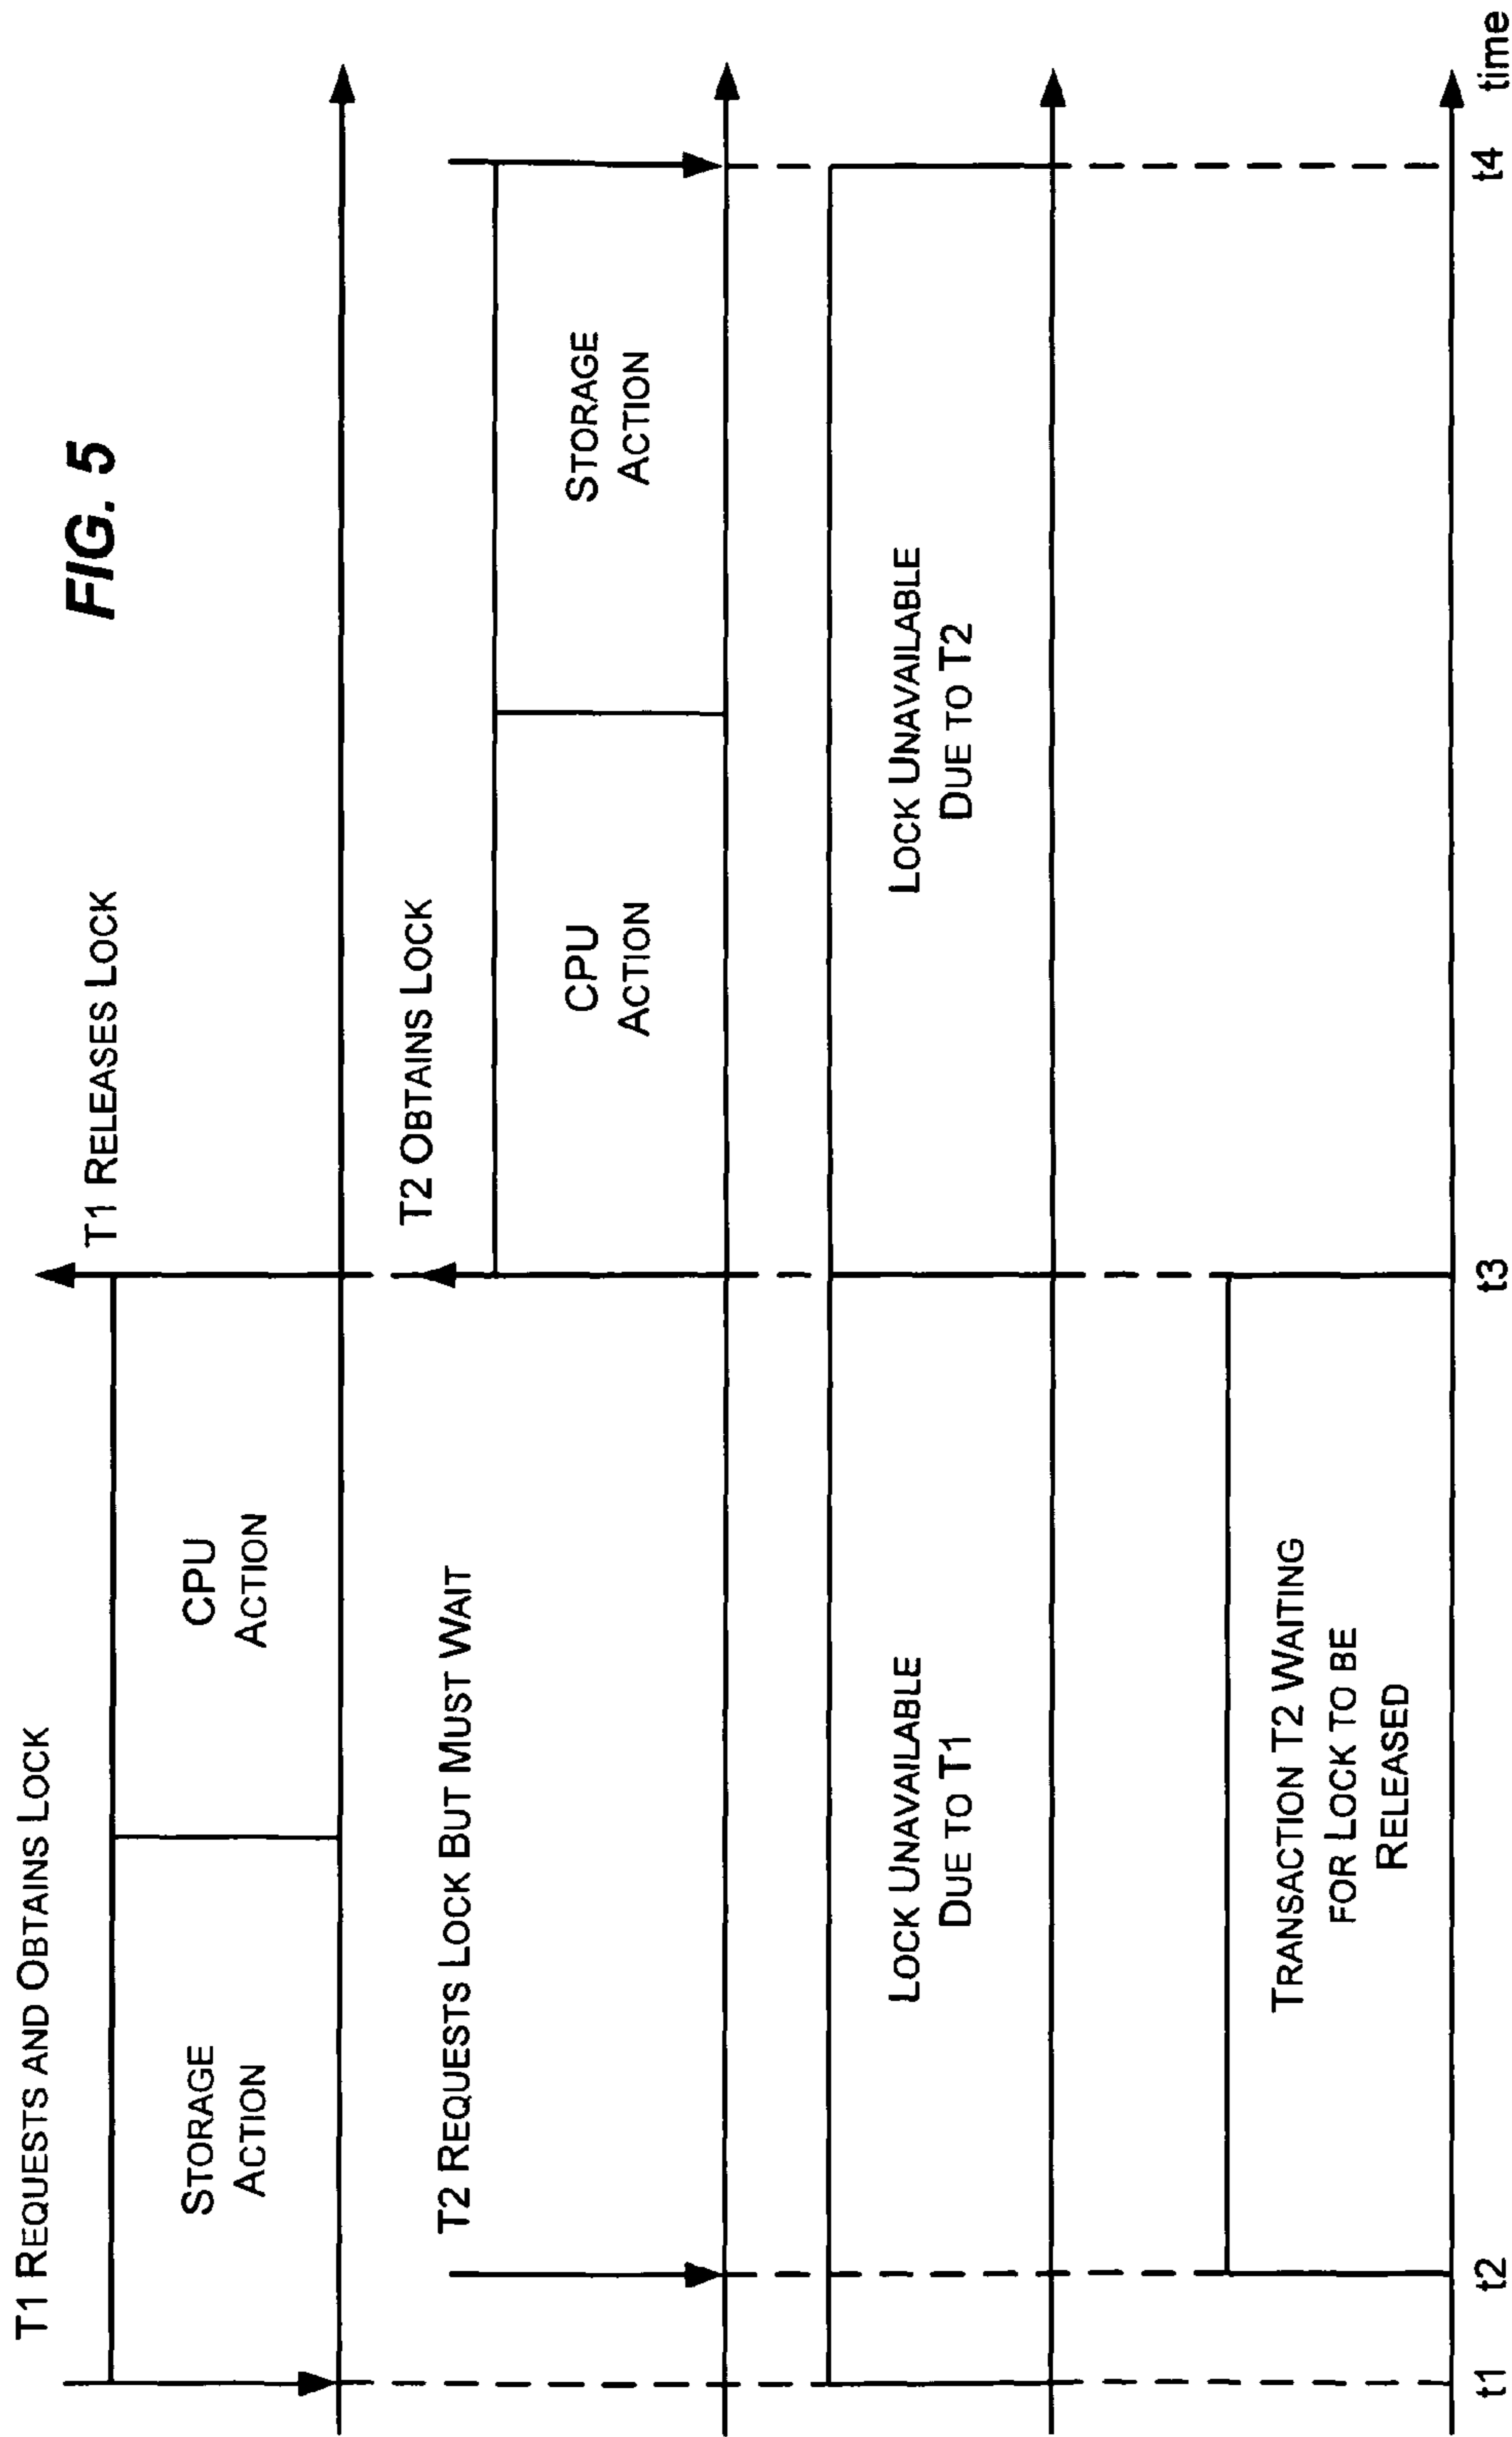 FIG. 5
T1 REQUESTS AND OBTAINS LOCK
T1 RELEASES LOCK
STORAGE
ACTION
CPU
ACTION
T2 REQUESTS LOCK BUT MUST WAIT
T2 OBTAINS LOCK
CPU
ACTION
STORAGE
ACTION
LOCK UNAVAILABLE
DUE TO T1
LOCK UNAVAILABLE
DUE TO T2
TRANSACTION T2 WAITING
FOR LOCK TO BE
RELEASED
t1
t2
t3
t4
time